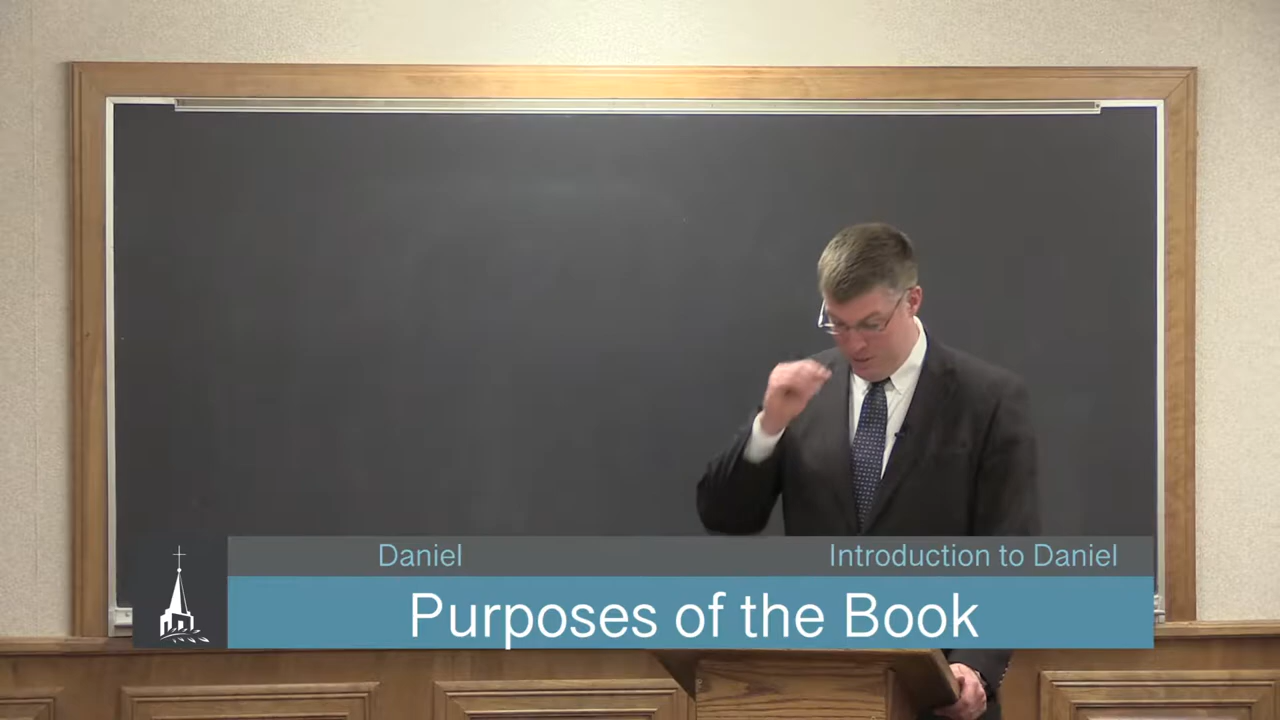 Daniel
Introduction to Daniel
Purposes of the Book